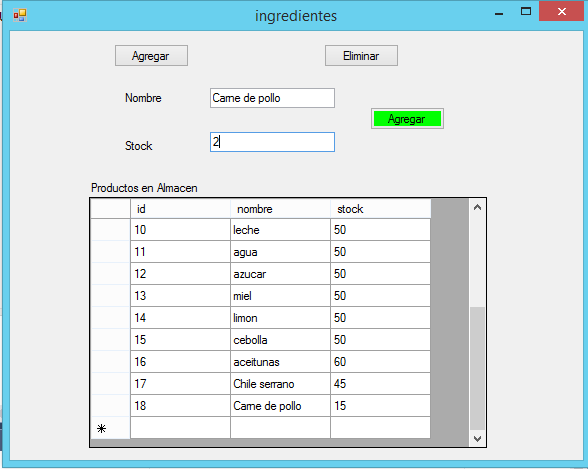 ingredientes
Agregar Eliminar
Nombre Carne de pollo
Agregar
Stock 2
Productos en Almacen
id nombre stock
10 leche 50
11 agua 50
12 azucar 50
13 miel 50
14 limon 50
15 cebolla 50
16 aceitunas 60
17 Chile serrano 45
18 Carne de pollo 15